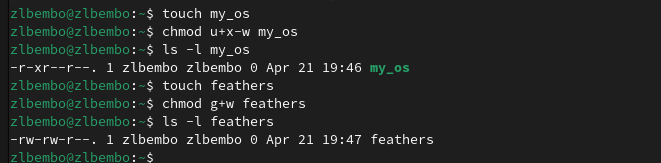 zlbembo@zlbembo:~$ touch my_os
zlbembo@zlbembo:~$ chmod u+x-w my_os
zlbembo@zlbembo:~$ ls -l my_os
-r-xr--r--. 1 zlbembo zlbembo 0 Apr 21 19:46 my_os
zlbembo@zlbembo:~$ touch feathers
zlbembo@zlbembo:~$ chmod g+w feathers
zlbembo@zlbembo:~$ ls -l feathers
-rw-rw-r--. 1 zlbembo zlbembo 0 Apr 21 19:47 feathers
zlbembo@zlbembo:~$